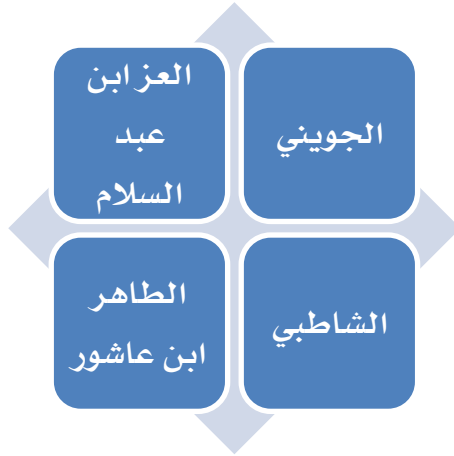 الجويني
العز ابن
عبد
السلام
الشاطبي
الطاهر
ابن عاشور